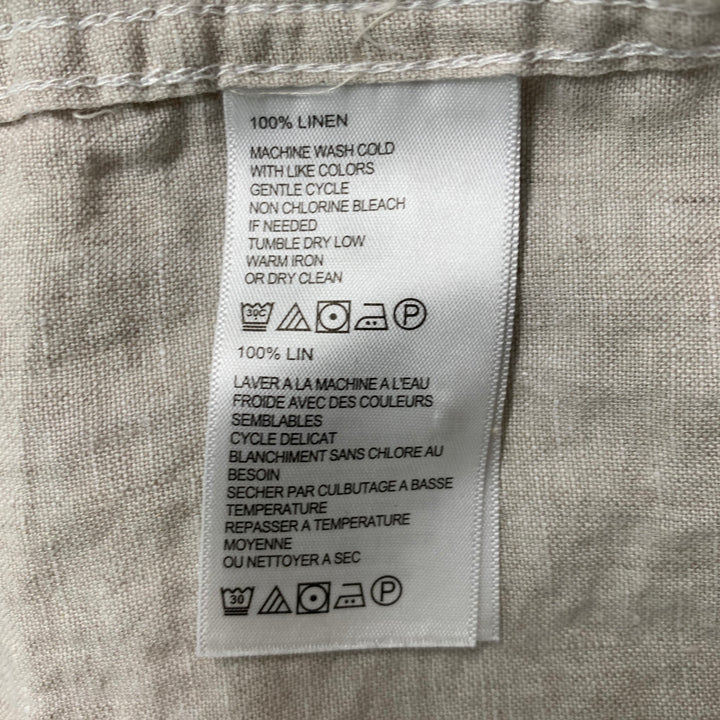 100% LINEN
MACHINE WASH COLD
WITH LIKE COLORS
GENTLE CYCLE
NON CHLORINE BLEACH
IF NEEDED
TUMBLE DRY LOW
WARM IRON
OR DRY CLEAN
30C P
100% LIN
LAVER A LA MACHINE A L'EAU
FROIDE AVEC DES COULEURS
SEMBLABLES
CYCLE DELICAT
BLANCHIMENT SANS CHLORE AU
BESOIN
SECHER PAR CULBUTAGE A BASSE
TEMPERATURE
REPASSER A TEMPERATURE
MOYENNE
OU NETTOYER A SEC
30 P